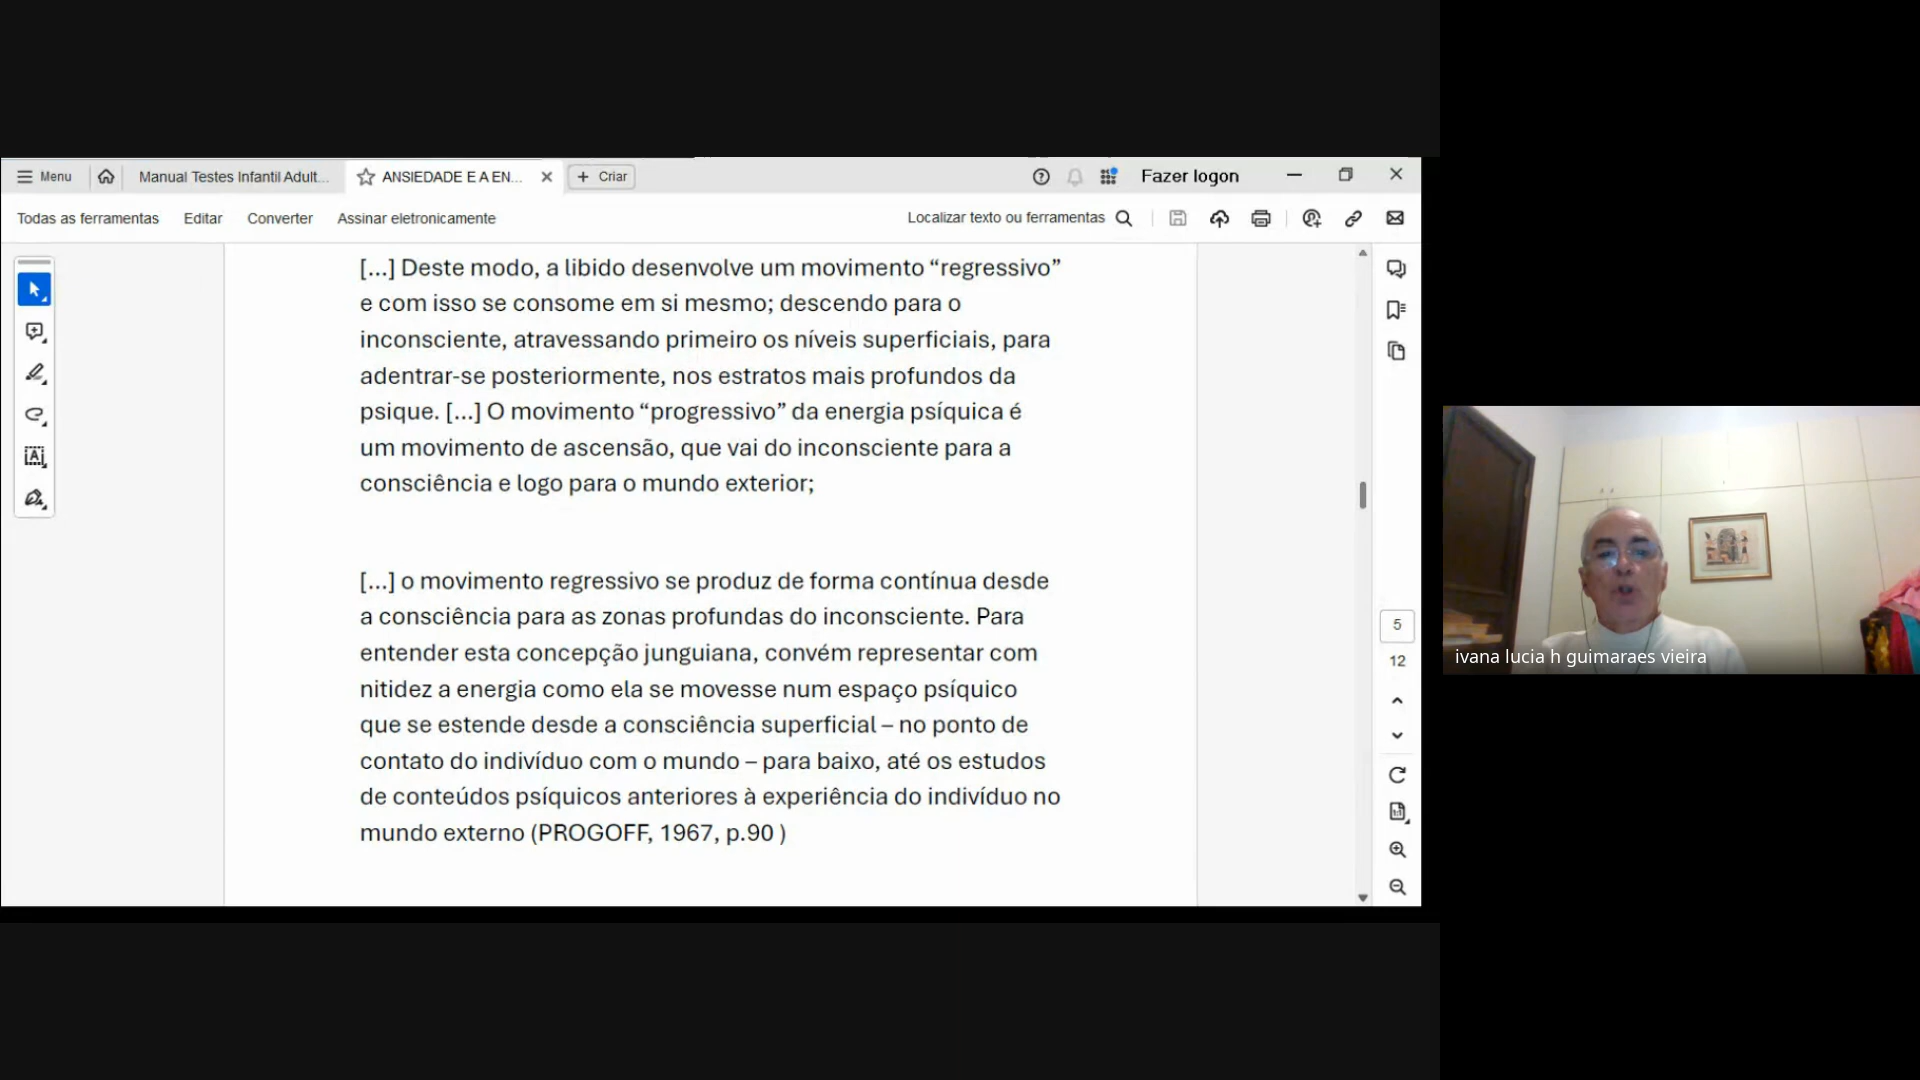 Menu
Manual Testes Infantil Adult...
ANSIEDADE E A EN...
Criar
Fazer logon
Todas as ferramentas
Editar
Converter
Assinar eletronicamente
Localizar texto ou ferramentas
[...] Deste modo, a libido desenvolve um movimento “regressivo”
e com isso se consome em si mesmo; descendo para o
inconsciente, atravessando primeiro os níveis superficiais, para
adentrar-se posteriormente, nos estratos mais profundos da
psique. [...] O movimento “progressivo” da energia psíquica é
um movimento de ascensão, que vai do inconsciente para a
consciência e logo para o mundo exterior;
[...] o movimento regressivo se produz de forma contínua desde
a consciência para as zonas profundas do inconsciente. Para
entender esta concepção junguiana, convém representar com
nitidez a energia como ela se movesse num espaço psíquico
que se estende desde a consciência superficial – no ponto de
contato do indivíduo com o mundo – para baixo, até os estudos
de conteúdos psíquicos anteriores à experiência do indivíduo no
mundo externo (PROGOFF, 1967, p.90 )
5
12
ivana lucia h guimaraes vieira